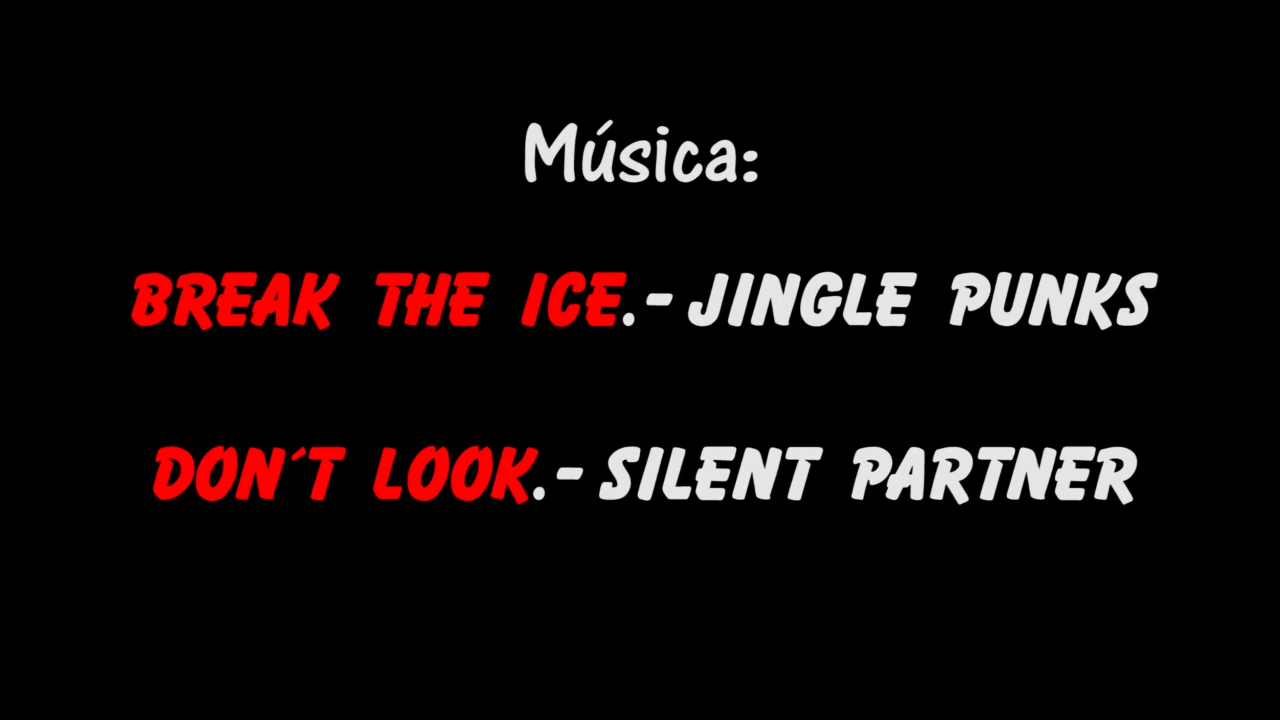 Música:
BREAK THE ICE.-JINGLE PUNKS
DON´T LOOK.-SILENT PARTNER